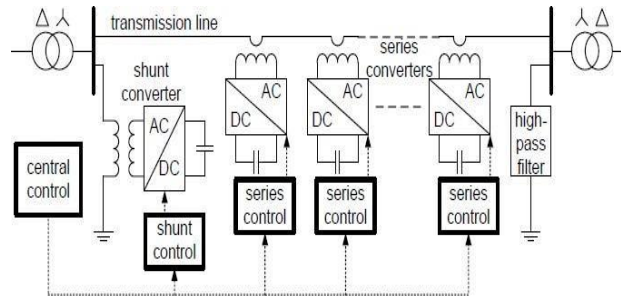 transmission line
series
converters
shunt
converter
AC
DC
AC
DC
AC
DC
AC
DC
high-
pass
filter
central
control
shunt
control
series
control
series
control
series
control